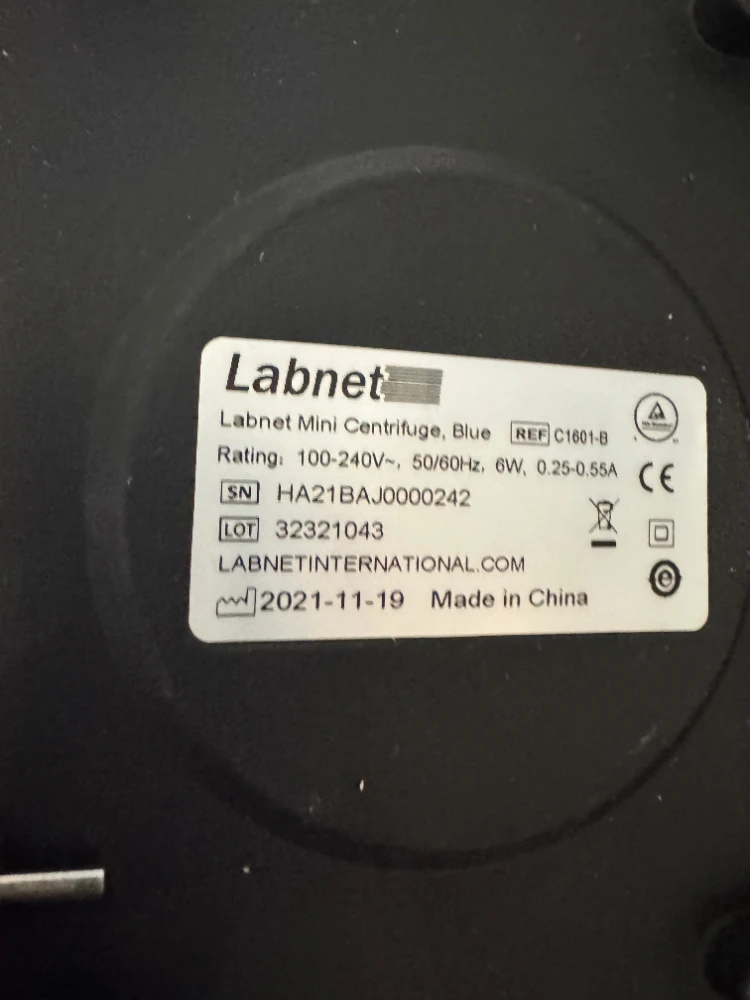 Labnet
Labnet Mini Centrifuge, Blue REF C1601-B
Rating: 100-240V~, 50/60Hz, 6W, 0.25-0.55A
SN HA21BAJ0000242
LOT 32321043
LABNETINTERNATIONAL.COM
2021-11-19 Made in China
CE
e